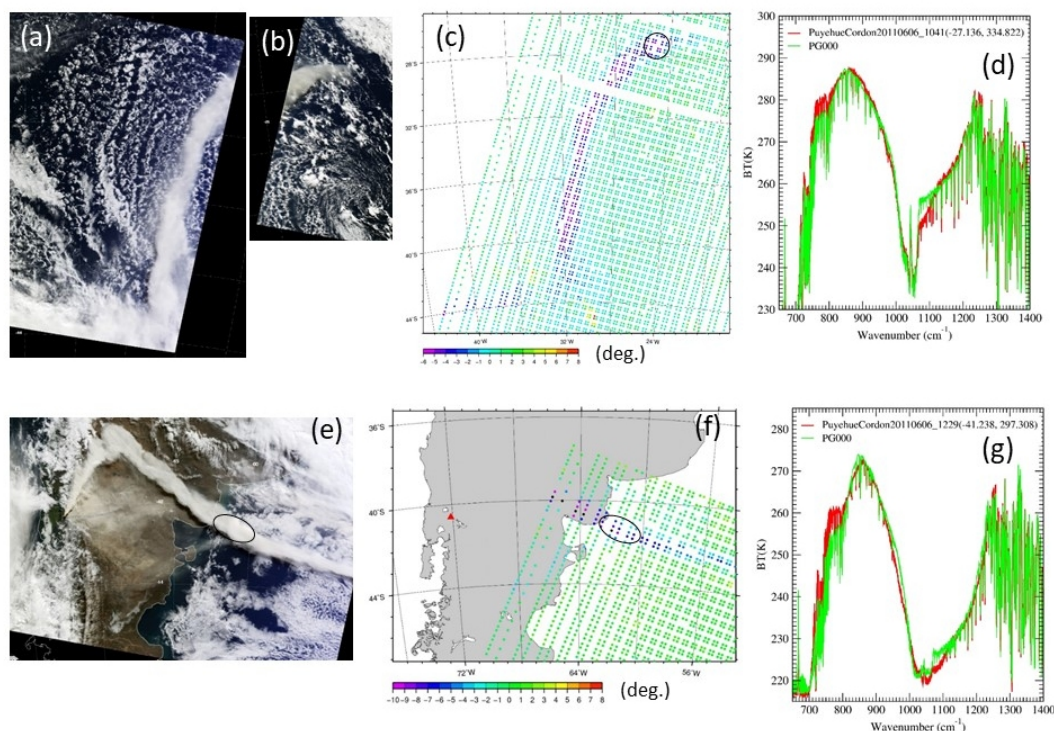 (a)
(b)
(c)
28°S
32°S
36°S
40°S
44°S
40°W
32°W
24°W
-6 -5 -4 -3 -2 -1 0 1 2 3 4 5 6 7 8
(deg.)
(d)
PuyehueCordon20110606_1041(-27.136, 334.822)
PG000
300
290
280
270
260
250
240
230
BT(K)
700 800 900 1000 1100 1200 1300 1400
Wavenumber (cm-1)
(e)
(f)
36°S
40°S
44°S
72°W
64°W
56°W
-10 -9 -8 -7 -6 -5 -4 -3 -2 -1 0 1 2 3 4 5 6 7 8
(deg.)
(g)
PuyehueCordon20110606_1229(-41.238, 297.308)
PG000
280
270
260
250
240
230
220
BT(K)
700 800 900 1000 1100 1200 1300 1400
Wavenumber (cm-1)